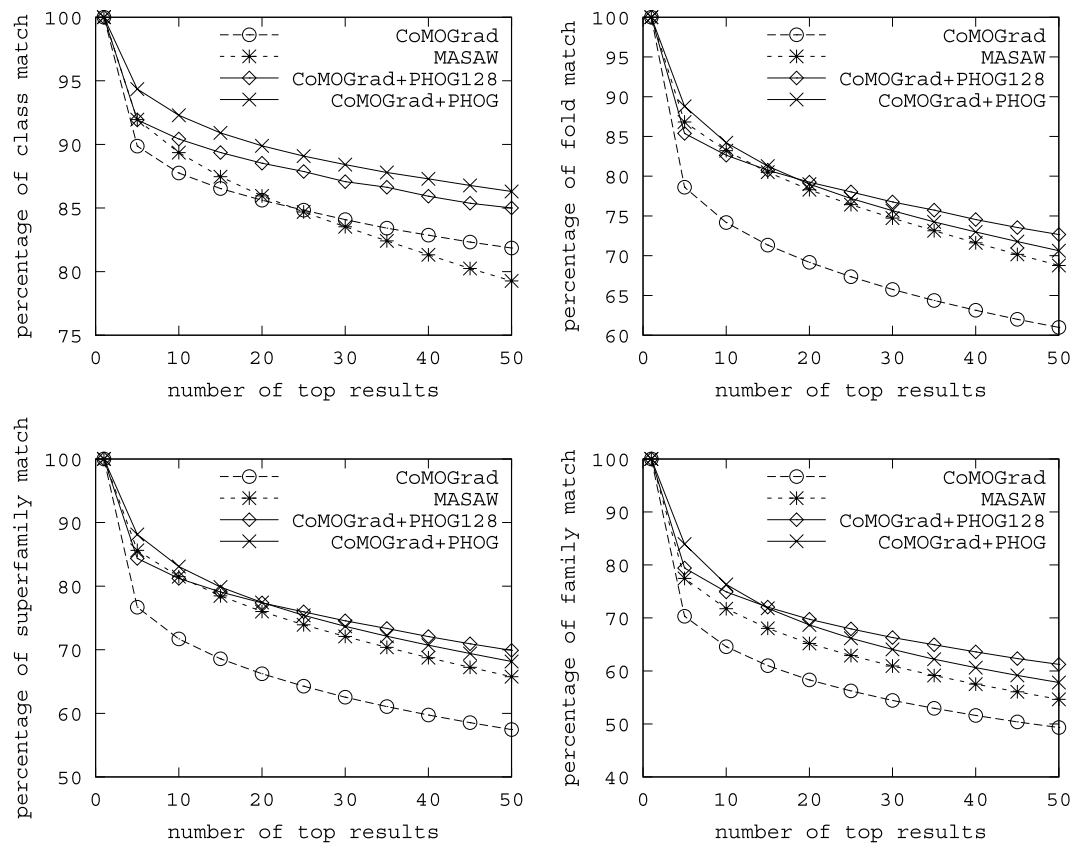 percentage of class match
100
95
90
85
80
75
CoMOGrad
MASAW
CoMOGrad+PHOG128
CoMOGrad+PHOG
0 10 20 30 40 50
number of top results
percentage of fold match
100
95
90
85
80
75
70
65
60
CoMOGrad
MASAW
CoMOGrad+PHOG128
CoMOGrad+PHOG
0 10 20 30 40 50
number of top results
percentage of superfamily match
100
90
80
70
60
50
CoMOGrad
MASAW
CoMOGrad+PHOG128
CoMOGrad+PHOG
0 10 20 30 40 50
number of top results
percentage of family match
100
90
80
70
60
50
40
CoMOGrad
MASAW
CoMOGrad+PHOG128
CoMOGrad+PHOG
0 10 20 30 40 50
number of top results